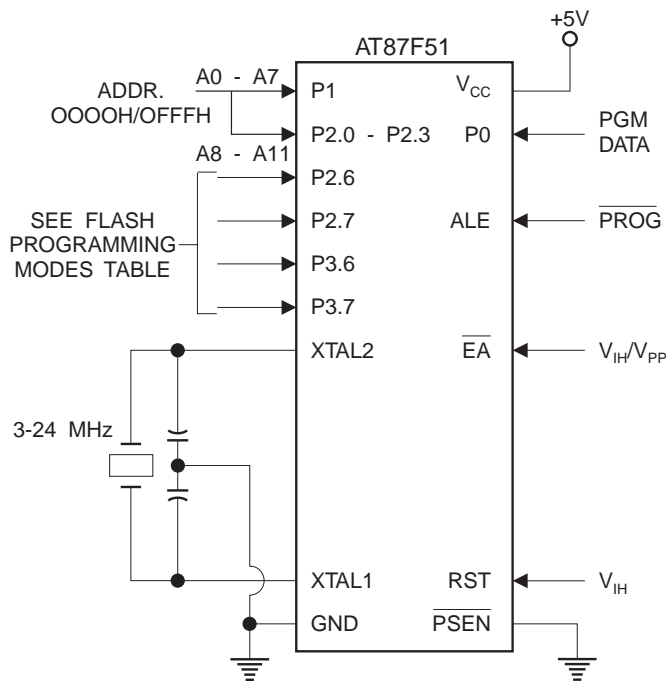 +5V
AT87F51
ADDR.
OOOOH/OFFFH
A0 - A7
P1
VCC
P2.0 - P2.3
P0
PGM
DATA
A8 - A11
P2.6
SEE FLASH
PROGRAMMING
MODES TABLE
P2.7
ALE
PROG
P3.6
P3.7
XTAL2
EA
VIH/VPP
3-24 MHz
XTAL1
RST
VIH
GND
PSEN